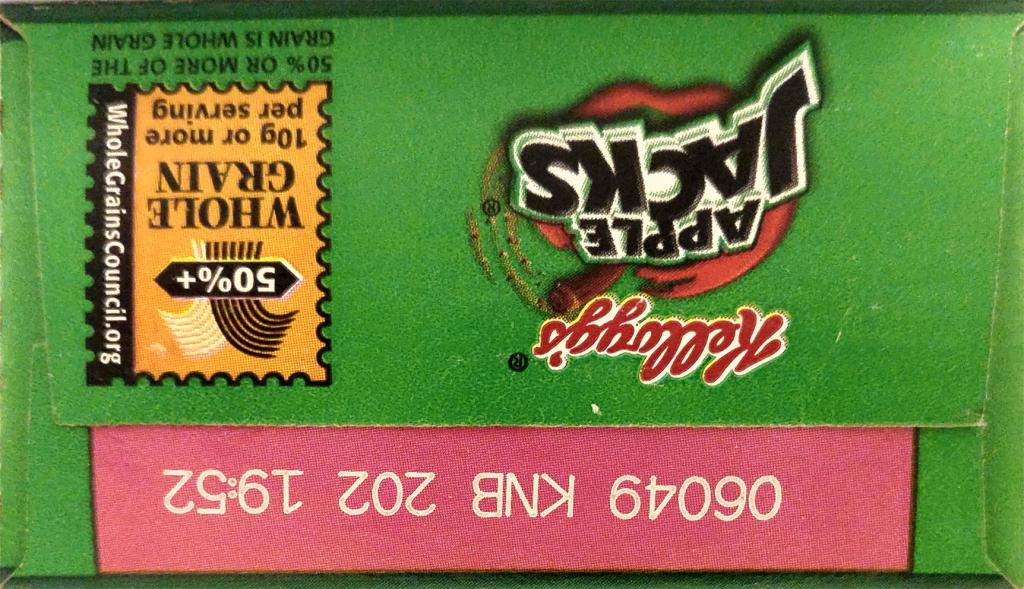 06049 KNB 202 19:52
Kellogg's®
APPLE
JACKS®
50%+
WHOLE
GRAIN
10g or more
per serving
WholeGrainsCouncil.org
50% OR MORE OF THE
GRAIN IS WHOLE GRAIN